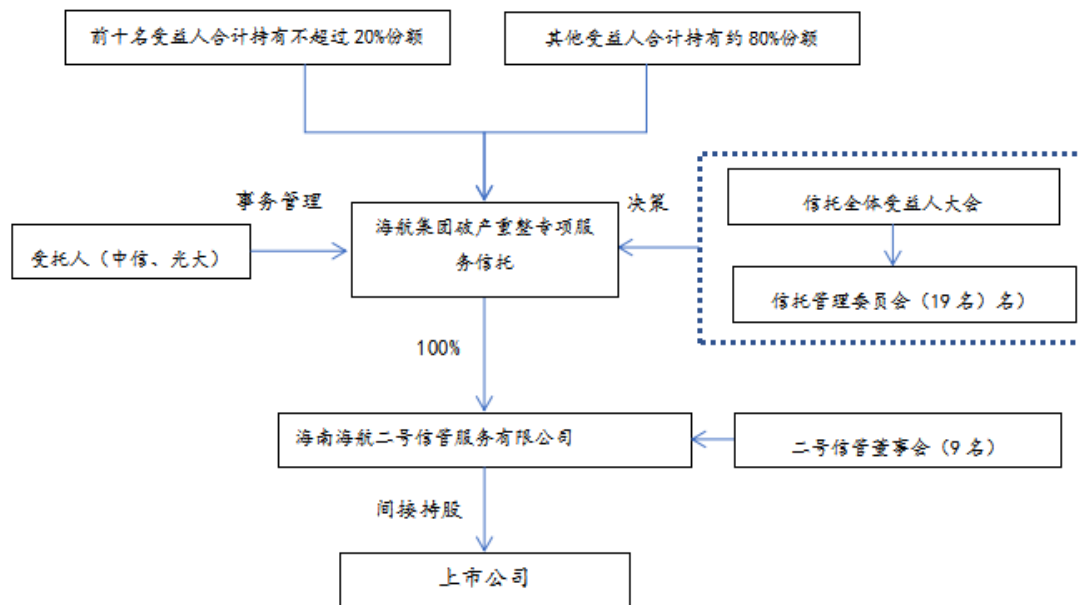 前十名受益人合计持有不超过20%份额
其他受益人合计持有约80%份额
事务管理
决策
信托全体受益人大会
受托人（中信、光大）
海航集团破产重整专项服
务信托
信托管理委员会（19 名）名）
100%
海南海航二号信管服务有限公司
二号信管董事会（9 名）
间接持股
上市公司